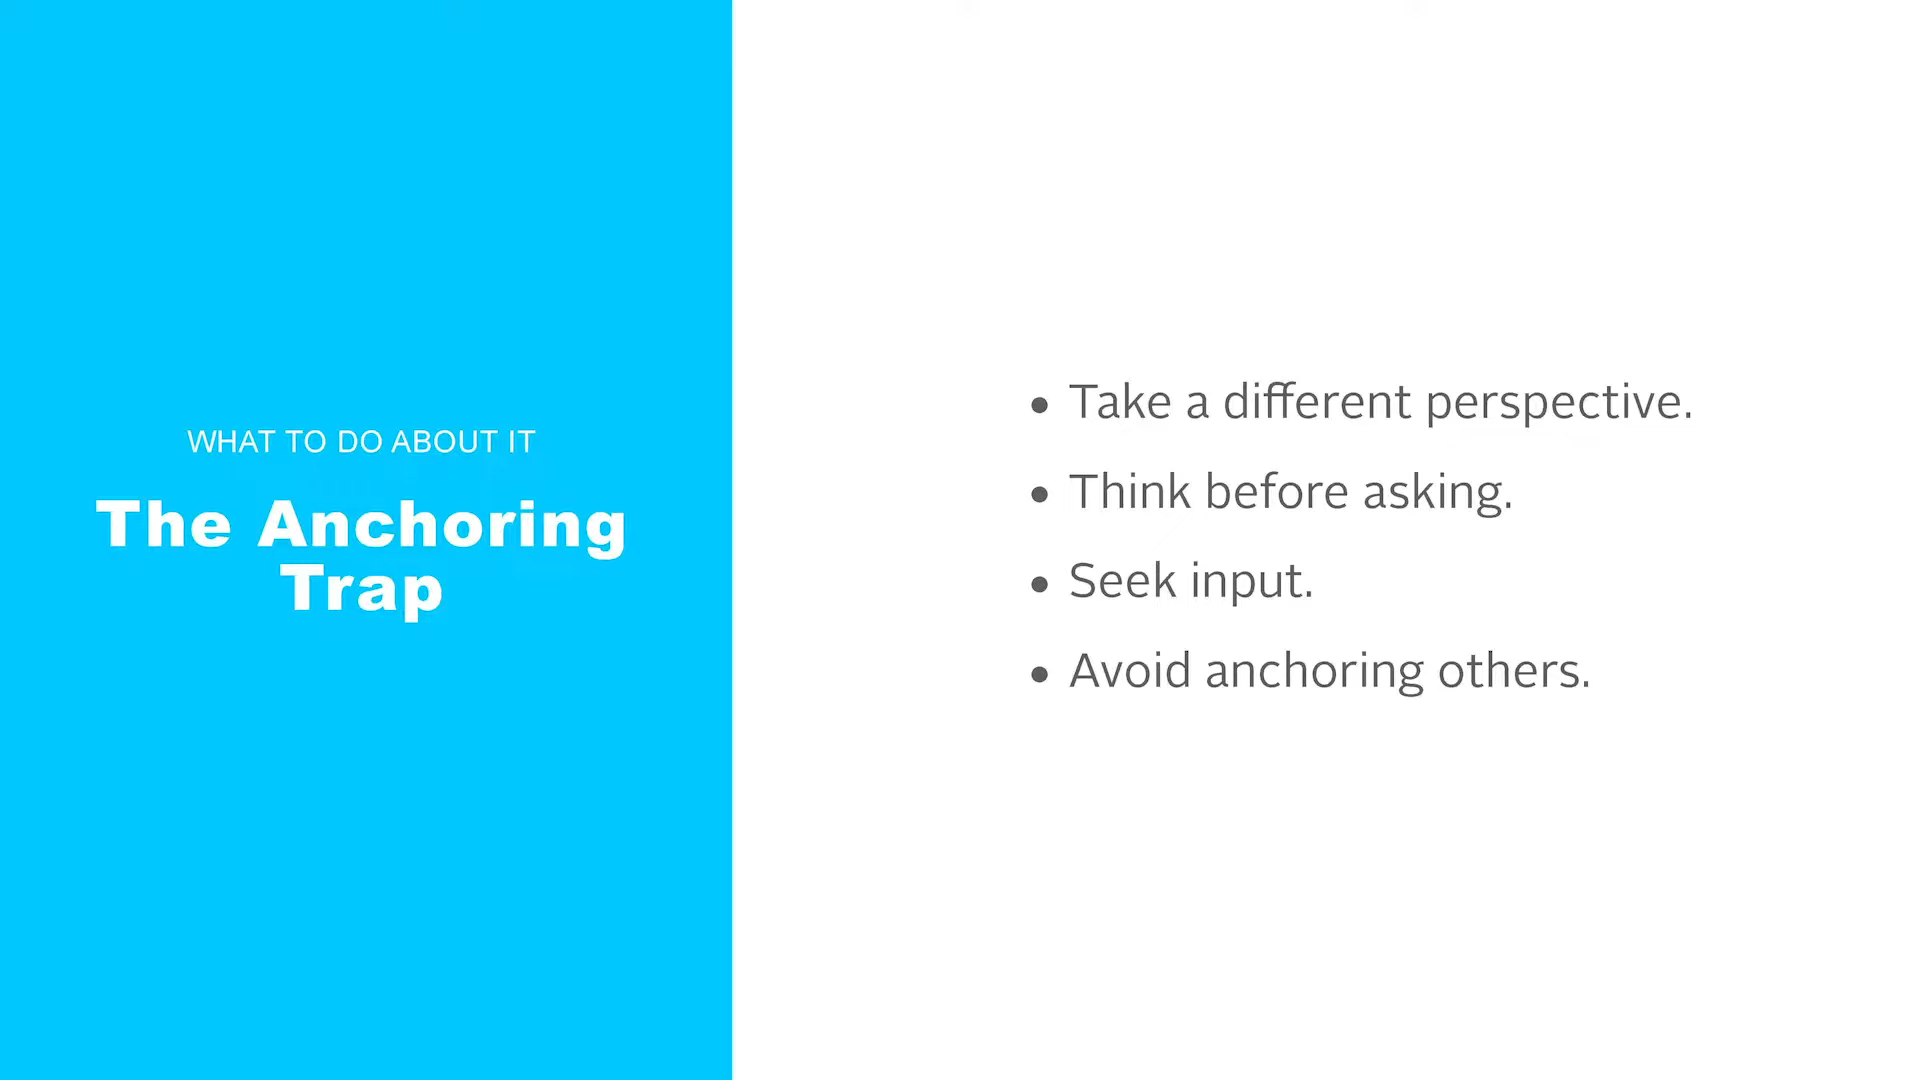 WHAT TO DO ABOUT IT
The Anchoring
Trap
• Take a different perspective.
• Think before asking.
• Seek input.
• Avoid anchoring others.